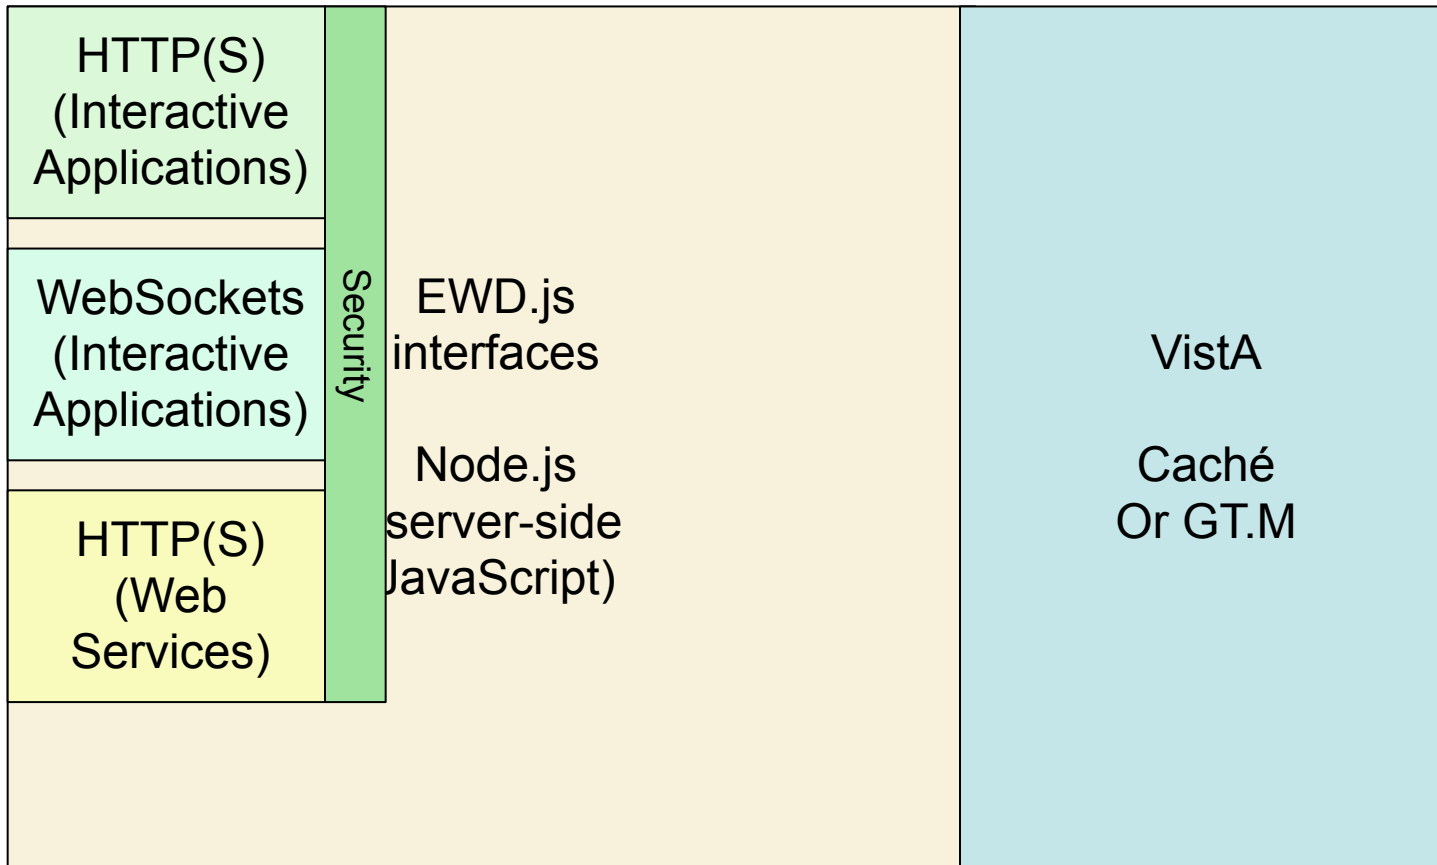 HTTP(S)
(Interactive
Applications)
WebSockets
(Interactive
Applications)
HTTP(S)
(Web
Services)
Security
EWD.js
interfaces
Node.js
server-side
JavaScript)
VistA
Caché
Or GT.M